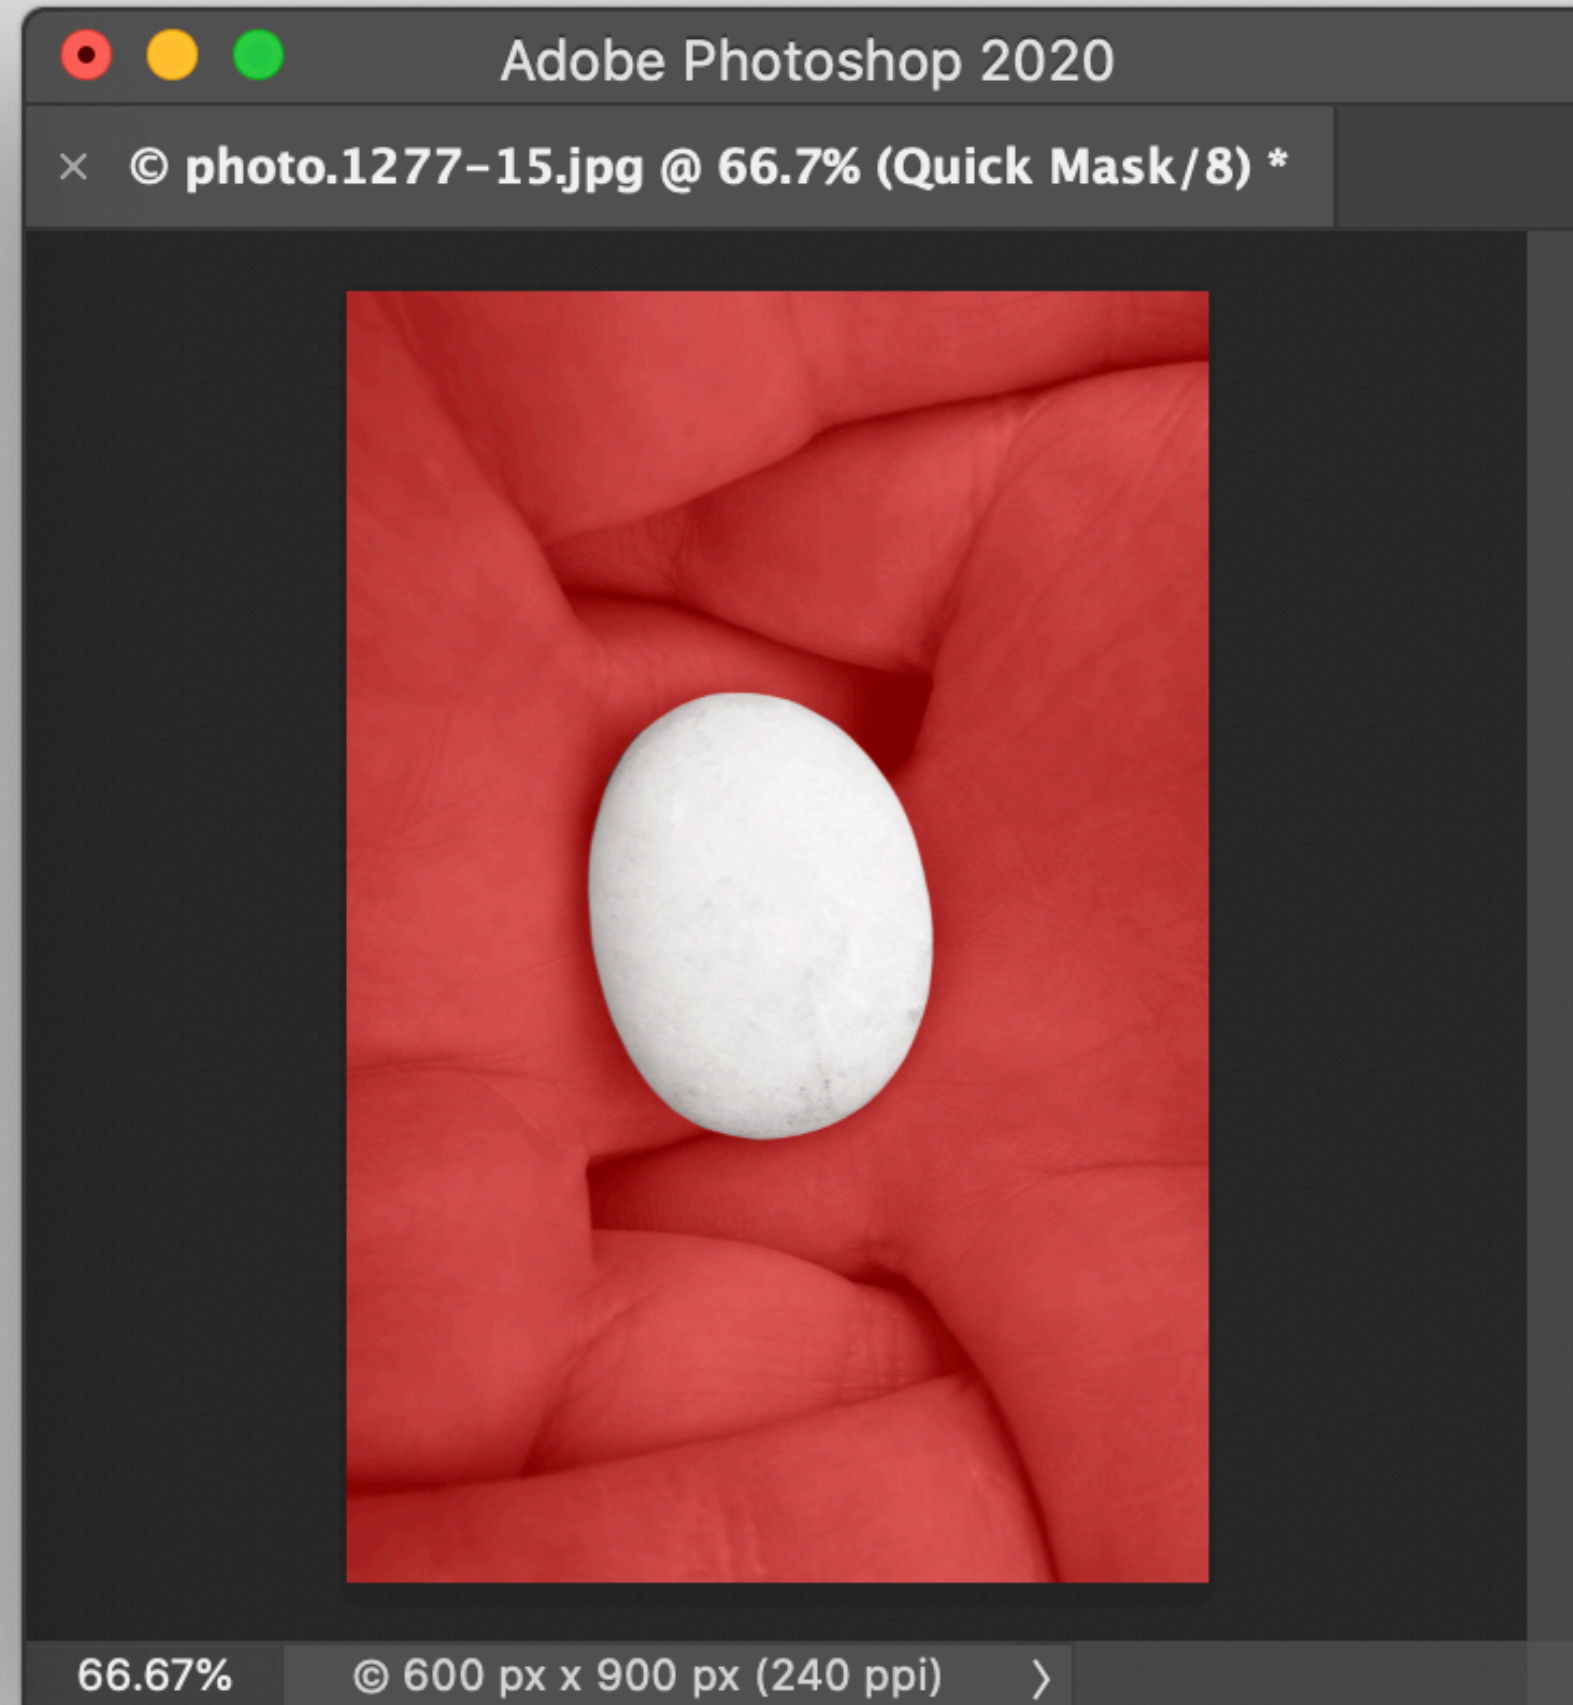 Adobe Photoshop 2020
× © photo.1277-15.jpg @ 66.7% (Quick Mask/8) *
66.67% © 600 px x 900 px (240 ppi) 〉